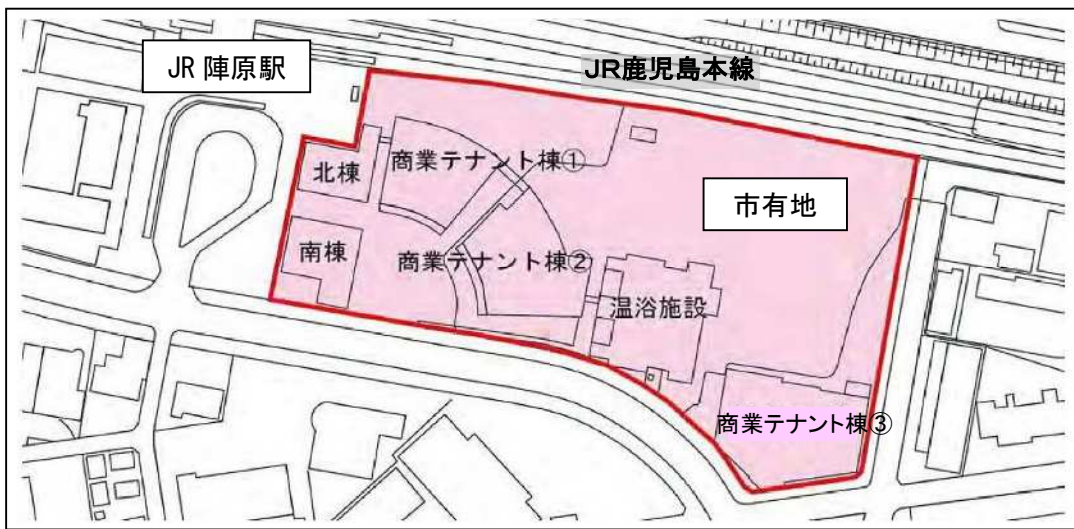 JR 陣原駅
JR鹿児島本線
北棟
商業テナント棟①
市有地
南棟
商業テナント棟②
温浴施設
商業テナント棟③